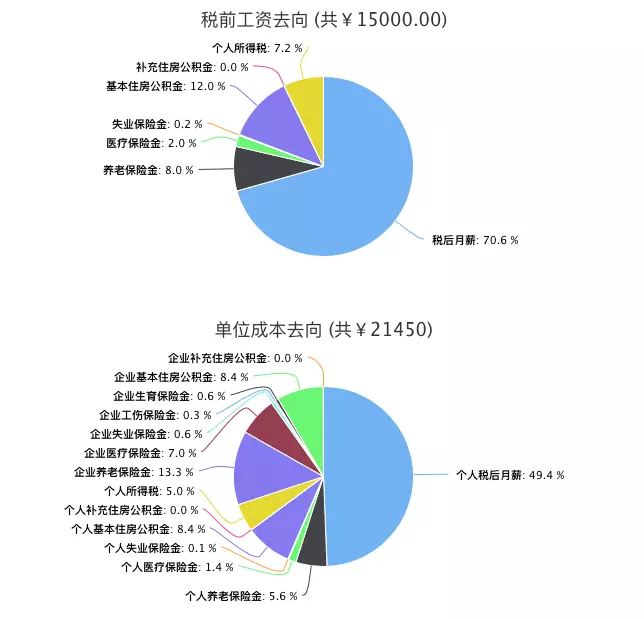 税前工资去向 (共￥15000.00)
个人所得税: 7.2 %
补充住房公积金: 0.0 %
基本住房公积金: 12.0 %
失业保险金: 0.2 %
医疗保险金: 2.0 %
养老保险金: 8.0 %
税后月薪: 70.6 %
单位成本去向 (共￥21450)
企业补充住房公积金: 0.0 %
企业基本住房公积金: 8.4 %
企业生育保险金: 0.6 %
企业工伤保险金: 0.3 %
企业失业保险金: 0.6 %
企业医疗保险金: 7.0 %
企业养老保险金: 13.3 %
个人税后月薪: 49.4 %
个人所得税: 5.0 %
个人补充住房公积金: 0.0 %
个人基本住房公积金: 8.4 %
个人失业保险金: 0.1 %
个人医疗保险金: 1.4 %
个人养老保险金: 5.6 %